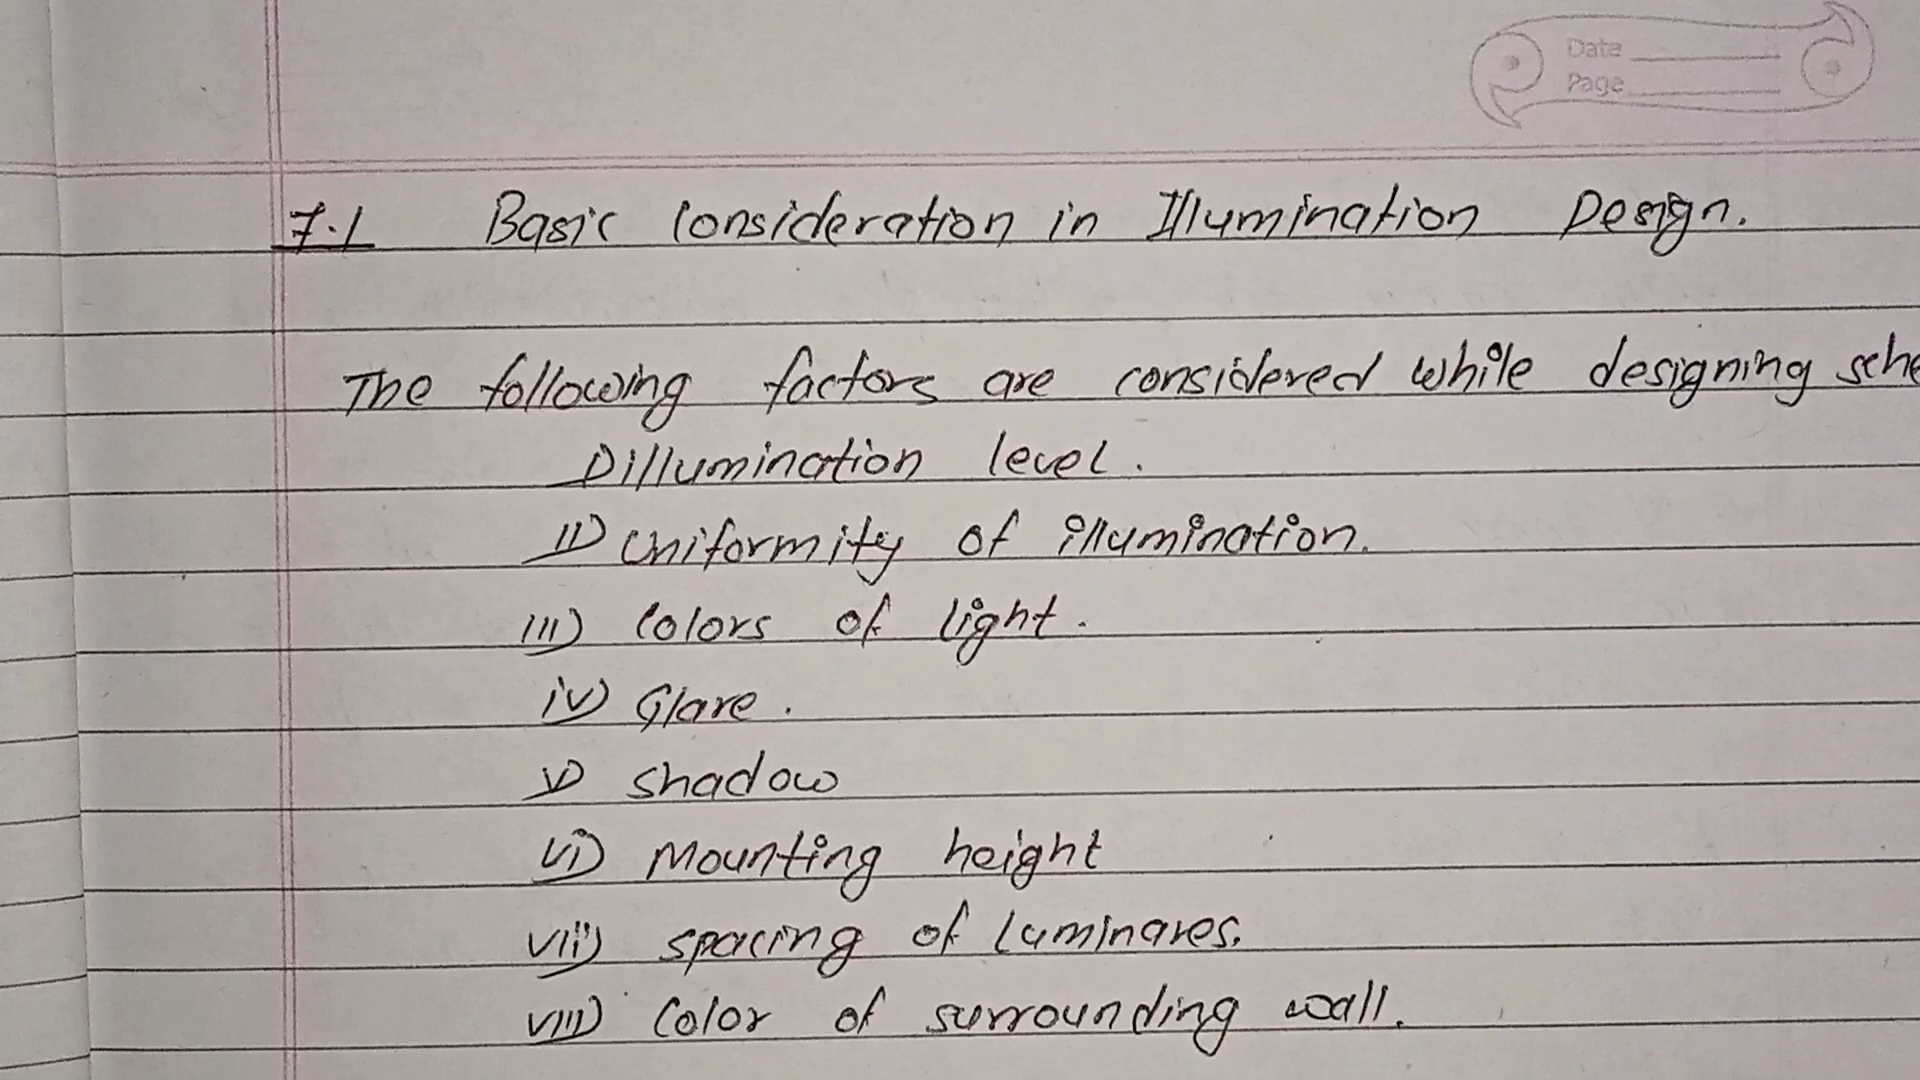 Date
Page
7.1 Basic Consideration in Illumination Design.
The following factors are considered while designing sche
i) illumination level.
ii) Uniformity of illumination.
iii) Colors of light.
iv) Glare.
v) shadow
vi) Mounting height
vii) spacing of luminares.
viii) Color of surrounding wall.